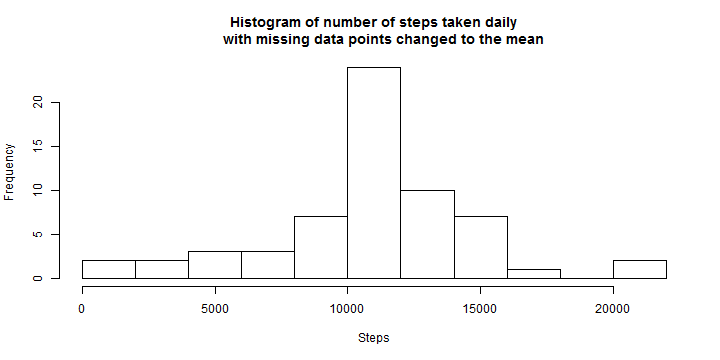 Histogram of number of steps taken daily
with missing data points changed to the mean
Frequency
20
15
10
5
0
0 5000 10000 15000 20000
Steps